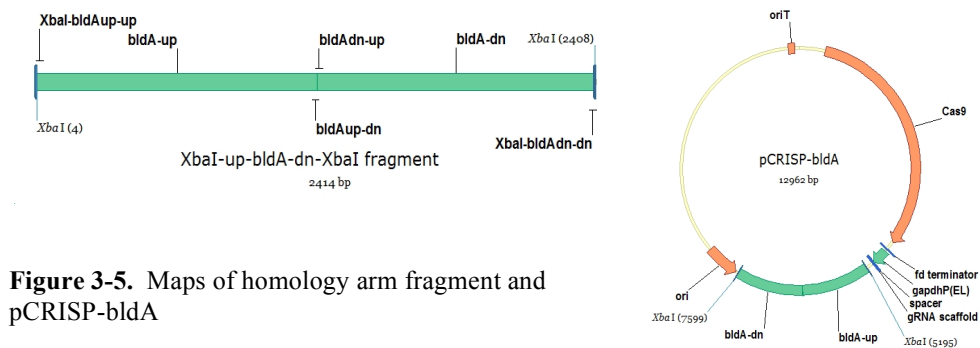 XbaI-bldAup-up
bldA-up
bldAdn-up
bldA-dn
XbaI (2408)
XbaI (4)
bldAup-dn
XbaI-bldAdn-dn
XbaI-up-bldA-dn-XbaI fragment
2414 bp
Figure 3-5. Maps of homology arm fragment and
pCRISP-bldA
oriT
Cas9
pCRISP-bldA
12962 bp
fd terminator
gapdhP(EL)
spacer
gRNA scaffold
XbaI (5195)
bldA-up
bldA-dn
XbaI (7599)
ori